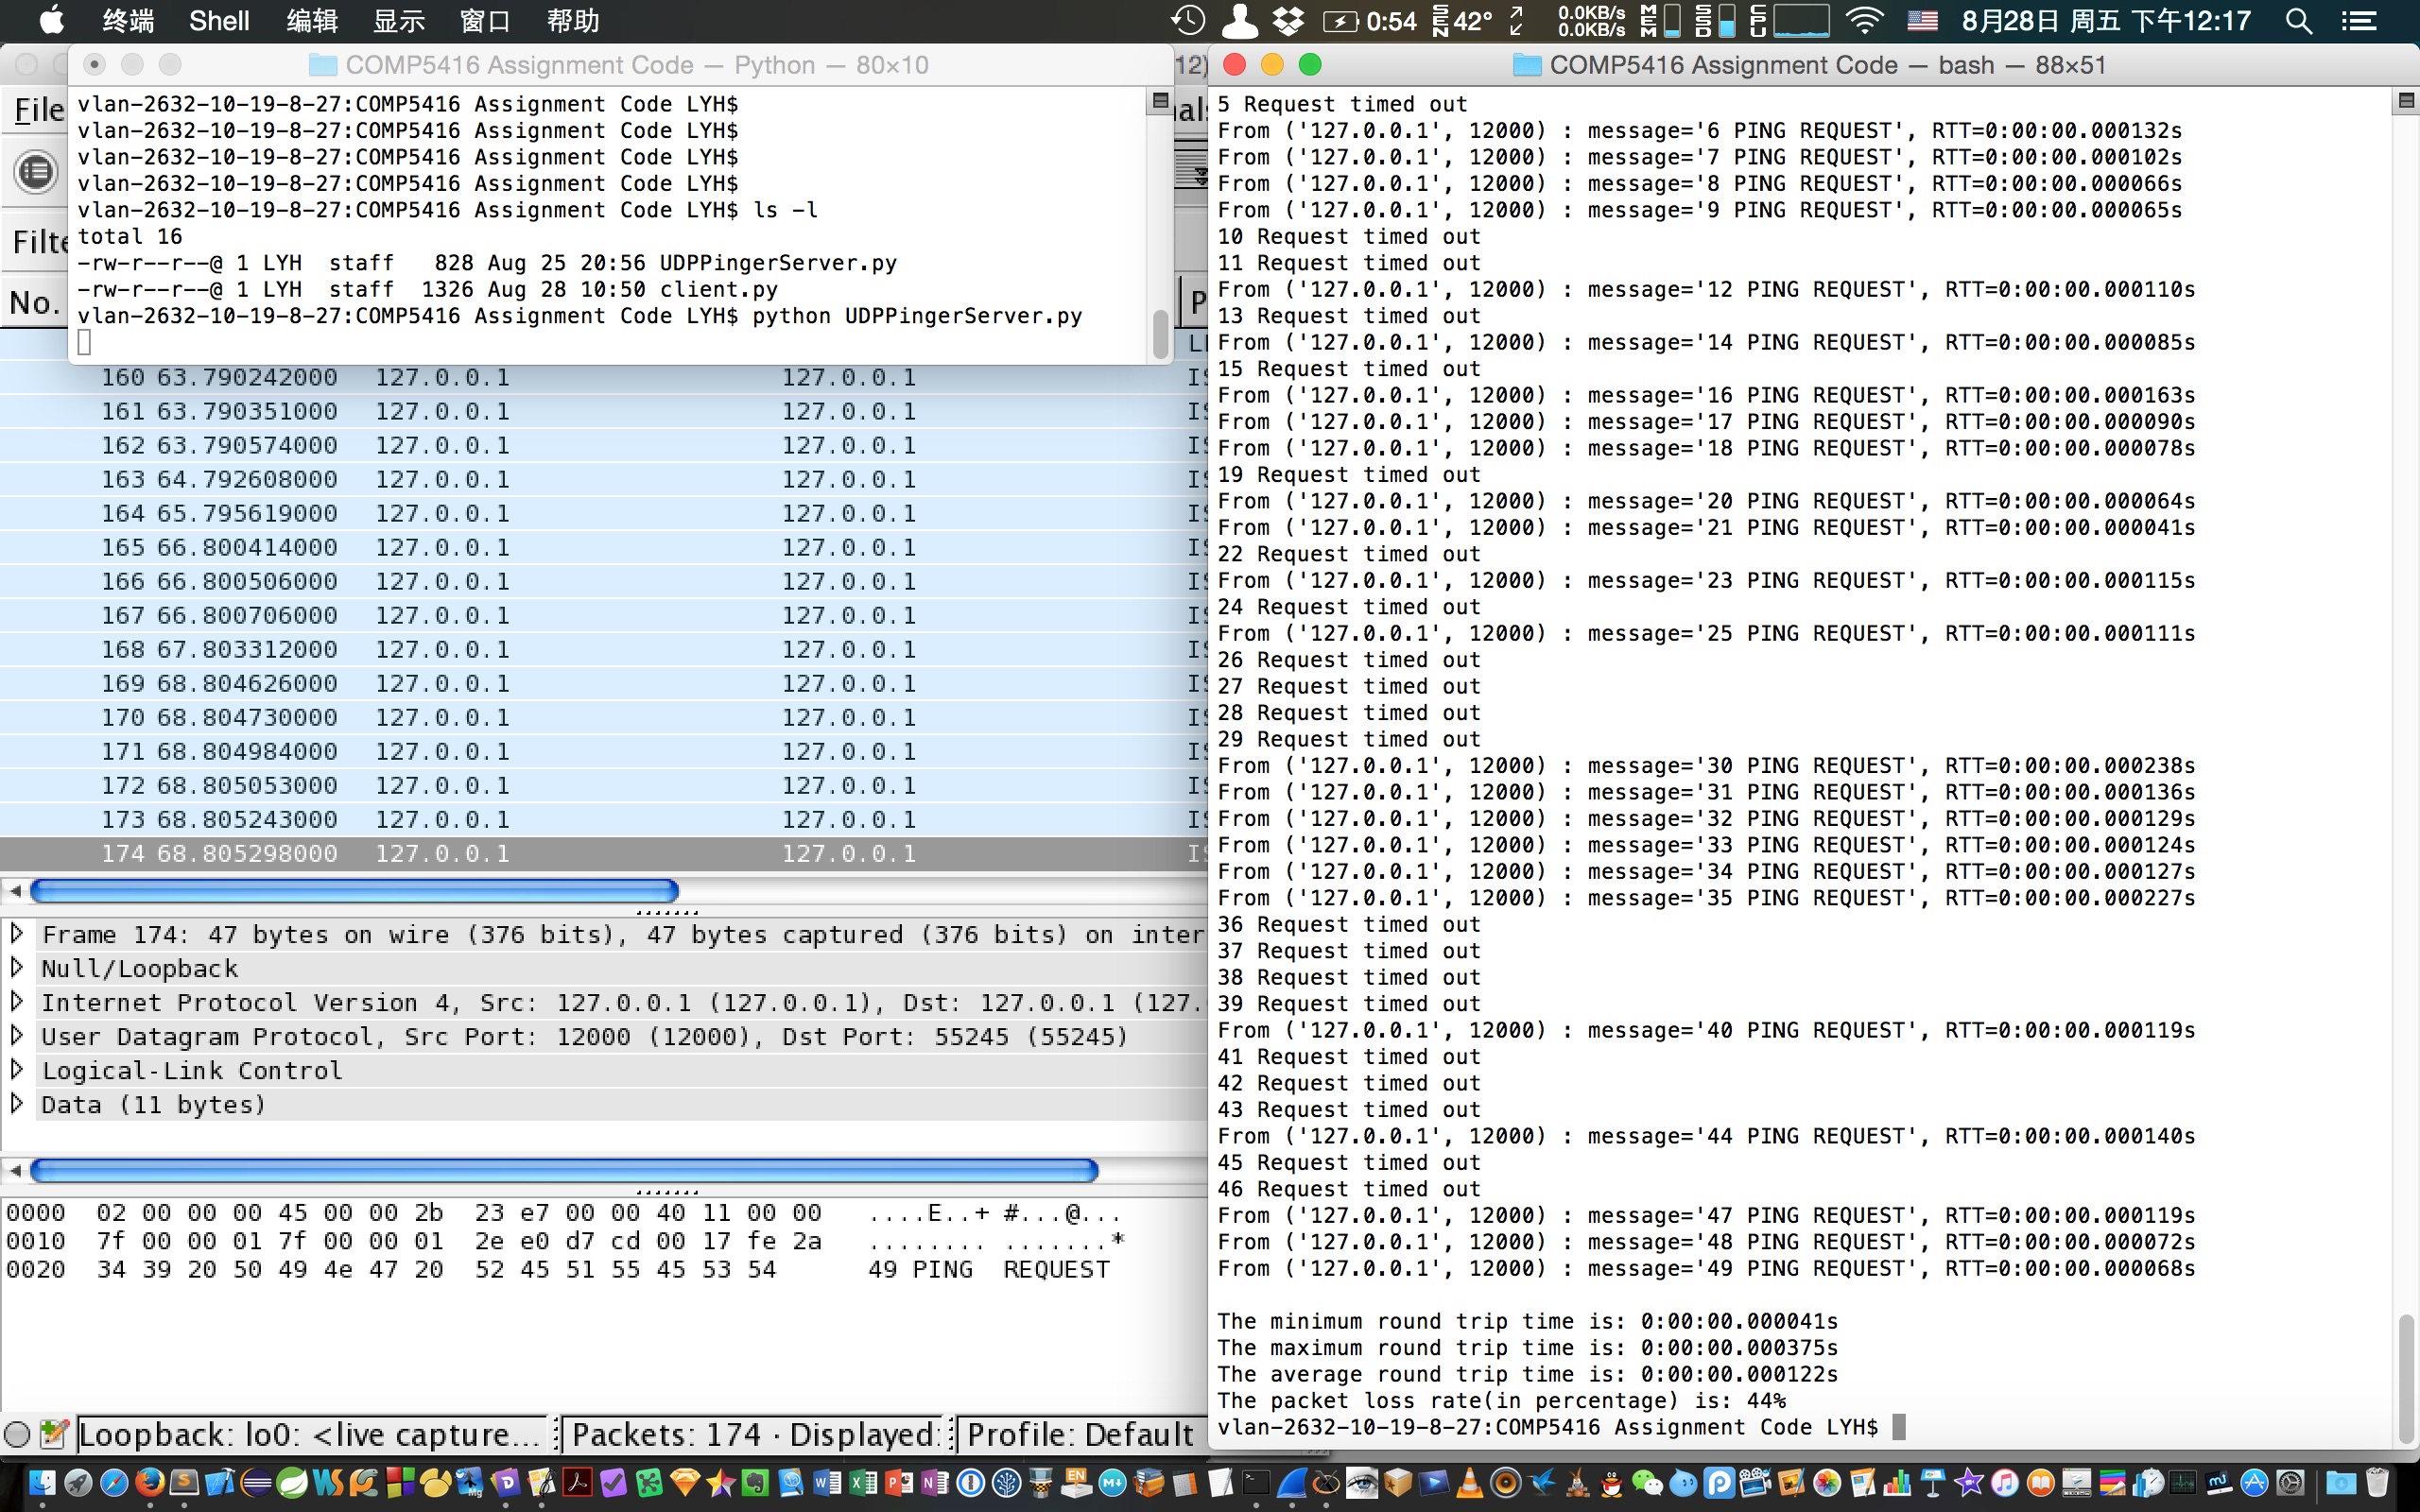 终端 Shell 编辑 显示 窗口 帮助 0:54 SEN 42° 0.0KB/s 0.0KB/s MEM SSD CPU 8月28日 周五 下午12:17
COMP5416 Assignment Code — Python — 80×10
vlan-2632-10-19-8-27:COMP5416 Assignment Code LYH$
vlan-2632-10-19-8-27:COMP5416 Assignment Code LYH$
vlan-2632-10-19-8-27:COMP5416 Assignment Code LYH$
vlan-2632-10-19-8-27:COMP5416 Assignment Code LYH$
vlan-2632-10-19-8-27:COMP5416 Assignment Code LYH$ ls -l
total 16
-rw-r--r--@ 1 LYH staff 828 Aug 25 20:56 UDPPingerServer.py
-rw-r--r--@ 1 LYH staff 1326 Aug 28 10:50 client.py
vlan-2632-10-19-8-27:COMP5416 Assignment Code LYH$ python UDPPingerServer.py
12)
File
Filte
No.
160 63.790242000 127.0.0.1 127.0.0.1
161 63.790351000 127.0.0.1 127.0.0.1
162 63.790574000 127.0.0.1 127.0.0.1
163 64.792608000 127.0.0.1 127.0.0.1
164 65.795619000 127.0.0.1 127.0.0.1
165 66.800414000 127.0.0.1 127.0.0.1
166 66.800506000 127.0.0.1 127.0.0.1
167 66.800706000 127.0.0.1 127.0.0.1
168 67.803312000 127.0.0.1 127.0.0.1
169 68.804626000 127.0.0.1 127.0.0.1
170 68.804730000 127.0.0.1 127.0.0.1
171 68.804984000 127.0.0.1 127.0.0.1
172 68.805053000 127.0.0.1 127.0.0.1
173 68.805243000 127.0.0.1 127.0.0.1
174 68.805298000 127.0.0.1 127.0.0.1
Frame 174: 47 bytes on wire (376 bits), 47 bytes captured (376 bits) on inter
Null/Loopback
Internet Protocol Version 4, Src: 127.0.0.1 (127.0.0.1), Dst: 127.0.0.1 (127.
User Datagram Protocol, Src Port: 12000 (12000), Dst Port: 55245 (55245)
Logical-Link Control
Data (11 bytes)
0000 02 00 00 00 45 00 00 2b 23 e7 00 00 40 11 00 00 ....E..+ #...@...
0010 7f 00 00 01 7f 00 00 01 2e e0 d7 cd 00 17 fe 2a ........ .......*
0020 34 39 20 50 49 4e 47 20 52 45 51 55 45 53 54 49 PING REQUEST
Loopback: lo0: <live capture... Packets: 174 · Displayed: Profile: Default
COMP5416 Assignment Code — bash — 88×51
5 Request timed out
From ('127.0.0.1', 12000) : message='6 PING REQUEST', RTT=0:00:00.000132s
From ('127.0.0.1', 12000) : message='7 PING REQUEST', RTT=0:00:00.000102s
From ('127.0.0.1', 12000) : message='8 PING REQUEST', RTT=0:00:00.000066s
From ('127.0.0.1', 12000) : message='9 PING REQUEST', RTT=0:00:00.000065s
10 Request timed out
11 Request timed out
From ('127.0.0.1', 12000) : message='12 PING REQUEST', RTT=0:00:00.000110s
13 Request timed out
From ('127.0.0.1', 12000) : message='14 PING REQUEST', RTT=0:00:00.000085s
15 Request timed out
From ('127.0.0.1', 12000) : message='16 PING REQUEST', RTT=0:00:00.000163s
From ('127.0.0.1', 12000) : message='17 PING REQUEST', RTT=0:00:00.000090s
From ('127.0.0.1', 12000) : message='18 PING REQUEST', RTT=0:00:00.000078s
19 Request timed out
From ('127.0.0.1', 12000) : message='20 PING REQUEST', RTT=0:00:00.000064s
From ('127.0.0.1', 12000) : message='21 PING REQUEST', RTT=0:00:00.000041s
22 Request timed out
From ('127.0.0.1', 12000) : message='23 PING REQUEST', RTT=0:00:00.000115s
24 Request timed out
From ('127.0.0.1', 12000) : message='25 PING REQUEST', RTT=0:00:00.000111s
26 Request timed out
27 Request timed out
28 Request timed out
29 Request timed out
From ('127.0.0.1', 12000) : message='30 PING REQUEST', RTT=0:00:00.000238s
From ('127.0.0.1', 12000) : message='31 PING REQUEST', RTT=0:00:00.000136s
From ('127.0.0.1', 12000) : message='32 PING REQUEST', RTT=0:00:00.000129s
From ('127.0.0.1', 12000) : message='33 PING REQUEST', RTT=0:00:00.000124s
From ('127.0.0.1', 12000) : message='34 PING REQUEST', RTT=0:00:00.000127s
From ('127.0.0.1', 12000) : message='35 PING REQUEST', RTT=0:00:00.000227s
36 Request timed out
37 Request timed out
38 Request timed out
39 Request timed out
From ('127.0.0.1', 12000) : message='40 PING REQUEST', RTT=0:00:00.000119s
41 Request timed out
42 Request timed out
43 Request timed out
From ('127.0.0.1', 12000) : message='44 PING REQUEST', RTT=0:00:00.000140s
45 Request timed out
46 Request timed out
From ('127.0.0.1', 12000) : message='47 PING REQUEST', RTT=0:00:00.000119s
From ('127.0.0.1', 12000) : message='48 PING REQUEST', RTT=0:00:00.000072s
From ('127.0.0.1', 12000) : message='49 PING REQUEST', RTT=0:00:00.000068s
The minimum round trip time is: 0:00:00.000041s
The maximum round trip time is: 0:00:00.000375s
The average round trip time is: 0:00:00.000122s
The packet loss rate(in percentage) is: 44%
vlan-2632-10-19-8-27:COMP5416 Assignment Code LYH$